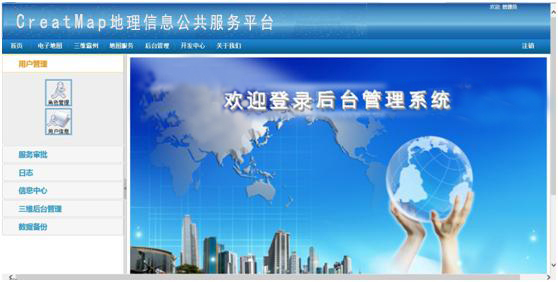 欢迎 管理员
CreatMap地理信息公共服务平台
首页 电子地图 三维霸州 地图服务 后台管理 开发中心 关于我们 注销
用户管理
角色管理
用户信息
服务审批
日志
信息中心
三维后台管理
数据备份
欢迎登录后台管理系统